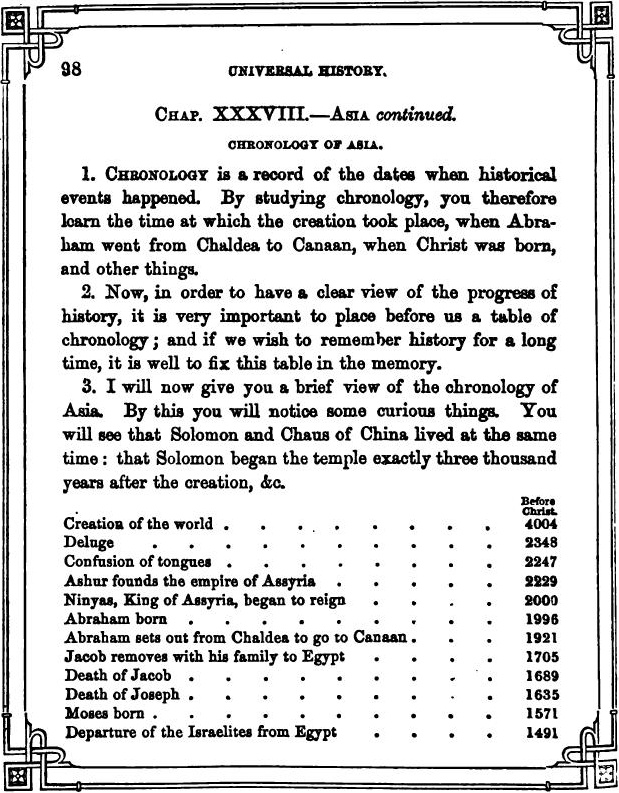 98
UNIVERSAL HISTORY.
CHAP. XXXVIII.—ASIA continued.
CHRONOLOGY OF ASIA.
1. CHRONOLOGY is a record of the dates when historical
events happened. By studying chronology, you therefore
learn the time at which the creation took place, when Abra-
ham went from Chaldea to Canaan, when Christ was born,
and other things.
2. Now, in order to have a clear view of the progress of
history, it is very important to place before us a table of
chronology; and if we wish to remember history for a long
time, it is well to fix this table in the memory.
3. I will now give you a brief view of the chronology of
Asia. By this you will notice some curious things. You
will see that Solomon and Chaus of China lived at the same
time: that Solomon began the temple exactly three thousand
years after the creation, &c.
Before
Christ.
Creation of the world . . . . . . . . 4004
Deluge . . . . . . . . . . 2348
Confusion of tongues . . . . . . . . 2247
Ashur founds the empire of Assyria . . . . . 2229
Ninyas, King of Assyria, began to reign . . . . 2000
Abraham born . . . . . . . . . 1996
Abraham sets out from Chaldea to go to Canaan . . . 1921
Jacob removes with his family to Egypt . . . . 1705
Death of Jacob . . . . . . . . . 1689
Death of Joseph . . . . . . . . . 1635
Moses born . . . . . . . . . . 1571
Departure of the Israelites from Egypt . . . . 1491